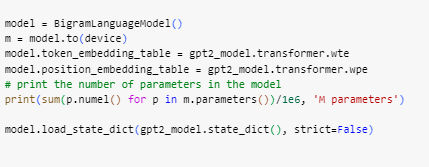 model = BigramLanguageModel()
m = model.to(device)
model.token_embedding_table = gpt2_model.transformer.wte
model.position_embedding_table = gpt2_model.transformer.wpe
# print the number of parameters in the model
print(sum(p.numel() for p in m.parameters())/1e6, 'M parameters')
model.load_state_dict(gpt2_model.state_dict(), strict=False)